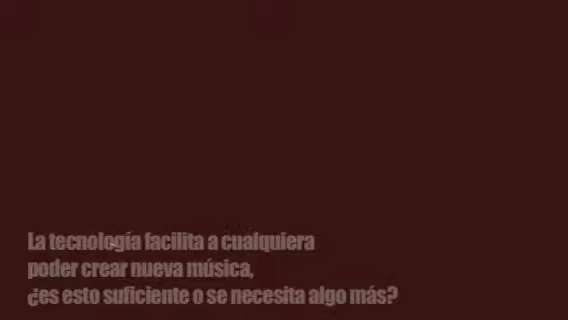 La tecnología facilita a cualquiera
poder crear nueva música,
¿es esto suficiente o se necesita algo más?